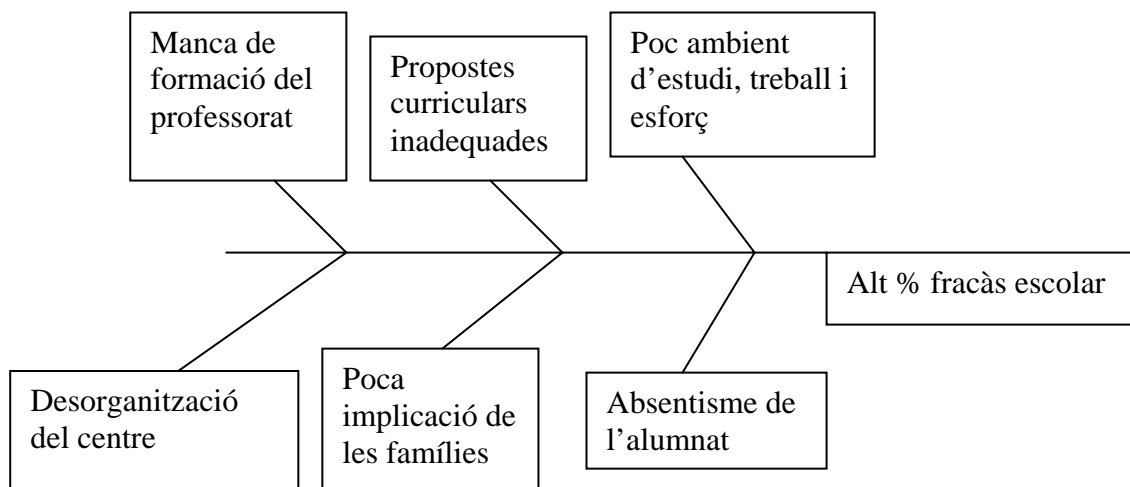 Manca de
formació del
professorat
Propostes
curriculars
inadequades
Poc ambient
d’estudi, treball i
esforç
Alt % fracàs escolar
Desorganització
del centre
Poca
implicació de
les famílies
Absentisme de
l’alumnat